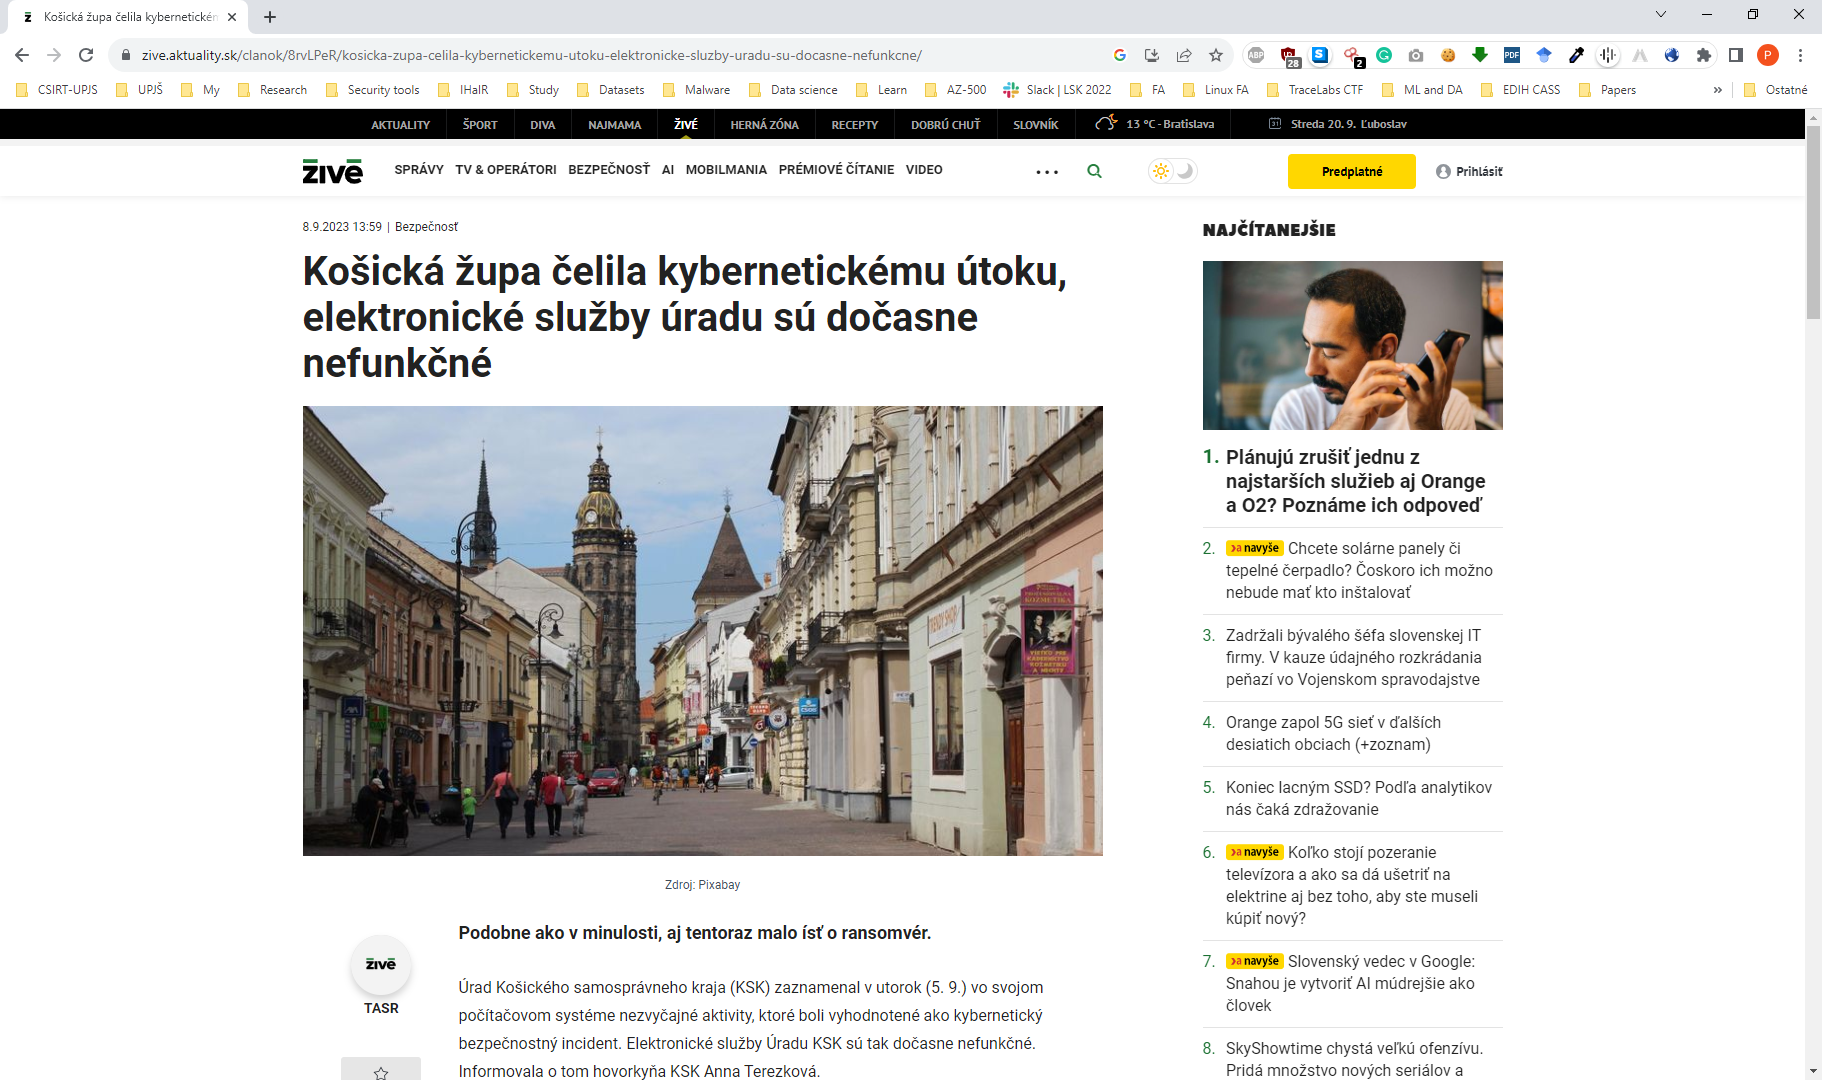 Košická župa čelila kybernetickém
zive.aktuality.sk/clanok/8rvLPeR/kosicka-zupa-celila-kybernetickemu-utoku-elektronicke-sluzby-uradu-su-docasne-nefunkcne/
ABP 28 2 PDF P
CSIRT-UPJS UPJŠ My Research Security tools IHaIR Study Datasets Malware Data science Learn AZ-500 Slack | LSK 2022 FA Linux FA TraceLabs CTF ML and DA EDIH CASS Papers » Ostatné
AKTUALITY ŠPORT DIVA NAJMAMA ŽIVÉ HERNÁ ZÓNA RECEPTY DOBRÚ CHUŤ SLOVNÍK 13 °C - Bratislava 31 Streda 20. 9. Ľuboslav
živé SPRÁVY TV & OPERÁTORI BEZPEČNOSŤ AI MOBILMANIA PRÉMIOVÉ ČÍTANIE VIDEO ... Predplatné Prihlásiť
8.9.2023 13:59 | Bezpečnosť
Košická župa čelila kybernetickému útoku,
elektronické služby úradu sú dočasne
nefunkčné
TRENDY SHOP
KOZMETIKA
Zdroj: Pixabay
živé
TASR
Podobne ako v minulosti, aj tentoraz malo ísť o ransomvér.
Úrad Košického samosprávneho kraja (KSK) zaznamenal v utorok (5. 9.) vo svojom
počítačovom systéme nezvyčajné aktivity, ktoré boli vyhodnotené ako kybernetický
bezpečnostný incident. Elektronické služby Úradu KSK sú tak dočasne nefunkčné.
Informovala o tom hovorkyňa KSK Anna Terezková.
NAJČÍTANEJŠIE
1. Plánujú zrušiť jednu z
najstarších služieb aj Orange
a O2? Poznáme ich odpoveď
2. navyše Chcete solárne panely či
tepelné čerpadlo? Čoskoro ich možno
nebude mať kto inštalovať
3. Zadržali bývalého šéfa slovenskej IT
firmy. V kauze údajného rozkrádania
peňazí vo Vojenskom spravodajstve
4. Orange zapol 5G sieť v ďalších
desiatich obciach (+zoznam)
5. Koniec lacným SSD? Podľa analytikov
nás čaká zdražovanie
6. navyše Koľko stojí pozeranie
televízora a ako sa dá ušetriť na
elektrine aj bez toho, aby ste museli
kúpiť nový?
7. navyše Slovenský vedec v Google:
Snahou je vytvoriť AI múdrejšie ako
človek
8. SkyShowtime chystá veľkú ofenzívu.
Pridá množstvo nových seriálov a